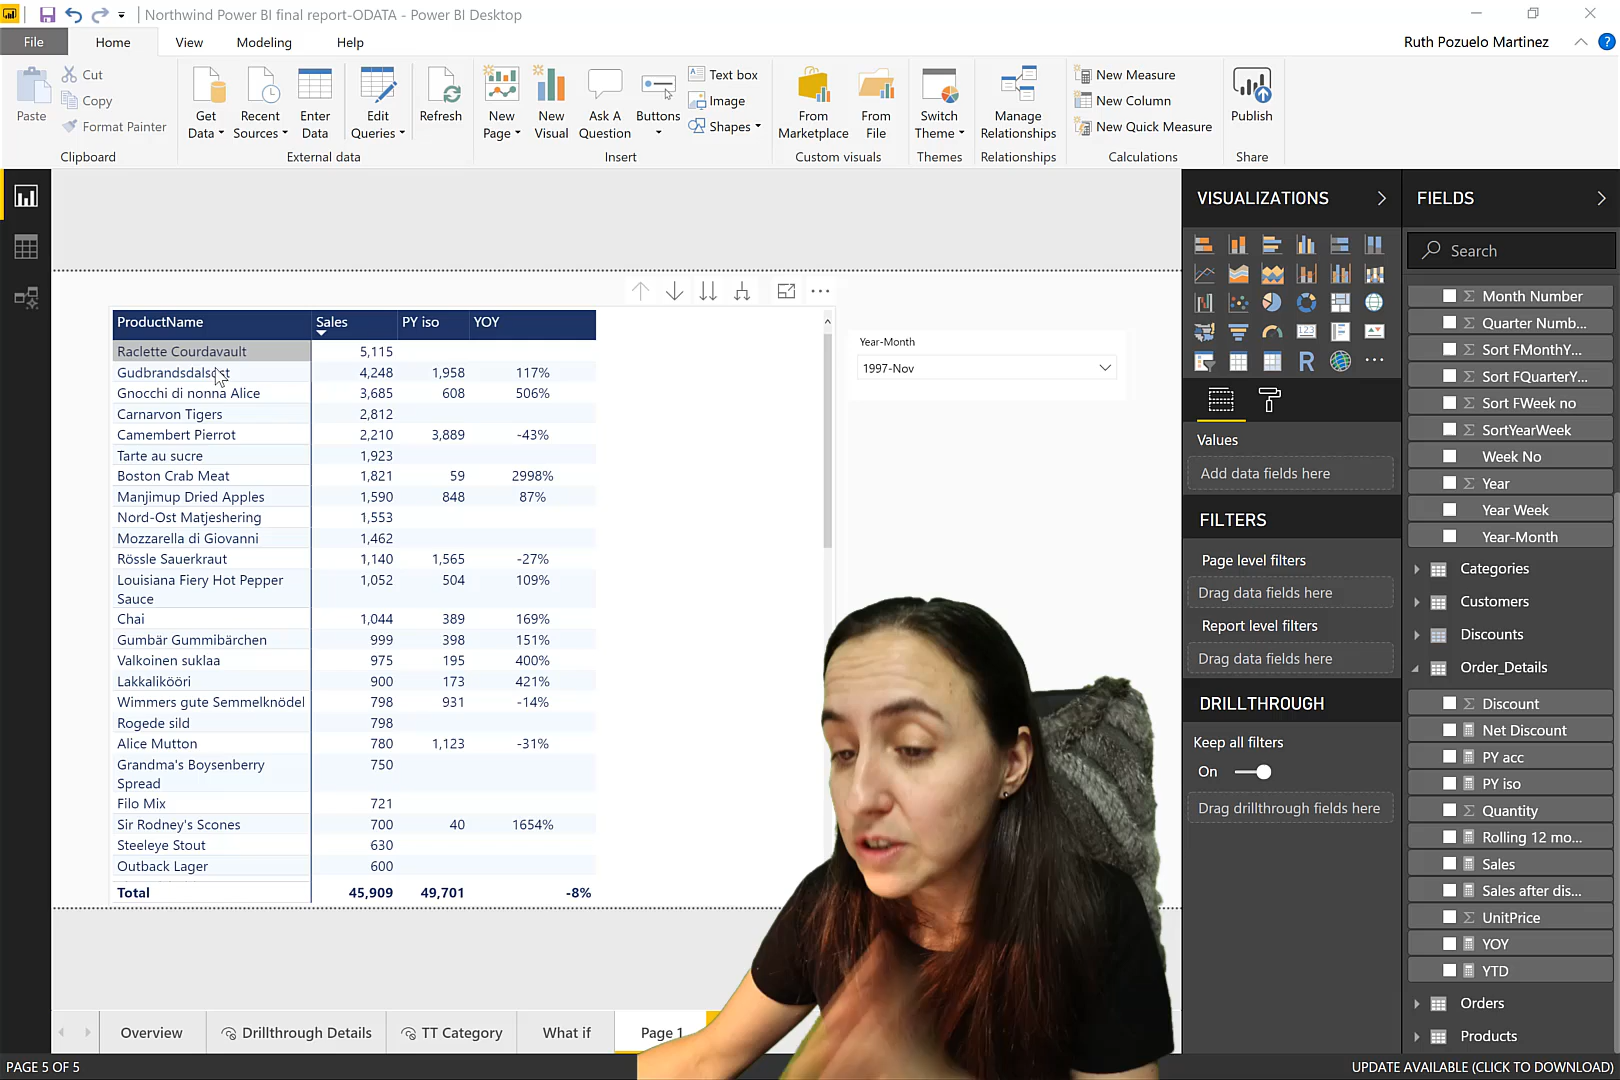 Northwind Power BI final report-ODATA - Power BI Desktop
File
Home
View
Modeling
Help
Ruth Pozuelo Martinez
?
Paste
Cut
Copy
Format Painter
Clipboard
Get
Data
Recent
Sources
Enter
Data
Edit
Queries
Refresh
External data
New
Page
New
Visual
Ask A
Question
Buttons
Text box
Image
Shapes
Insert
From
Marketplace
From
File
Custom visuals
Switch
Theme
Themes
Manage
Relationships
Relationships
New Measure
New Column
New Quick Measure
Calculations
Publish
Share
ProductName Sales PY iso YOY
Raclette Courdavault 5,115
Gudbrandsdalsost 4,248 1,958 117%
Gnocchi di nonna Alice 3,685 608 506%
Carnarvon Tigers 2,812
Camembert Pierrot 2,210 3,889 -43%
Tarte au sucre 1,923
Boston Crab Meat 1,821 59 2998%
Manjimup Dried Apples 1,590 848 87%
Nord-Ost Matjeshering 1,553
Mozzarella di Giovanni 1,462
Rössle Sauerkraut 1,140 1,565 -27%
Louisiana Fiery Hot Pepper 1,052 504 109%
Sauce
Chai 1,044 389 169%
Gumbär Gummibärchen 999 398 151%
Valkoinen suklaa 975 195 400%
Lakkalikööri 900 173 421%
Wimmers gute Semmelknödel 798 931 -14%
Rogede sild 798
Alice Mutton 780 1,123 -31%
Grandma's Boysenberry 750
Spread
Filo Mix 721
Sir Rodney's Scones 700 40 1654%
Steeleye Stout 630
Outback Lager 600
Total 45,909 49,701 -8%
Year-Month
1997-Nov
VISUALIZATIONS
123
R
Values
Add data fields here
FILTERS
Page level filters
Drag data fields here
Report level filters
Drag data fields here
DRILLTHROUGH
Keep all filters
On
Drag drillthrough fields here
FIELDS
Search
Month Number
Quarter Numb...
Sort FMonthY...
Sort FQuarterY...
Sort FWeek no
SortYearWeek
Week No
Year
Year Week
Year-Month
Categories
Customers
Discounts
Order_Details
Discount
Net Discount
PY acc
PY iso
Quantity
Rolling 12 mo...
Sales
Sales after dis...
UnitPrice
YOY
YTD
Orders
Products
Overview
Drillthrough Details
TT Category
What if
Page 1
PAGE 5 OF 5
UPDATE AVAILABLE (CLICK TO DOWNLOAD)